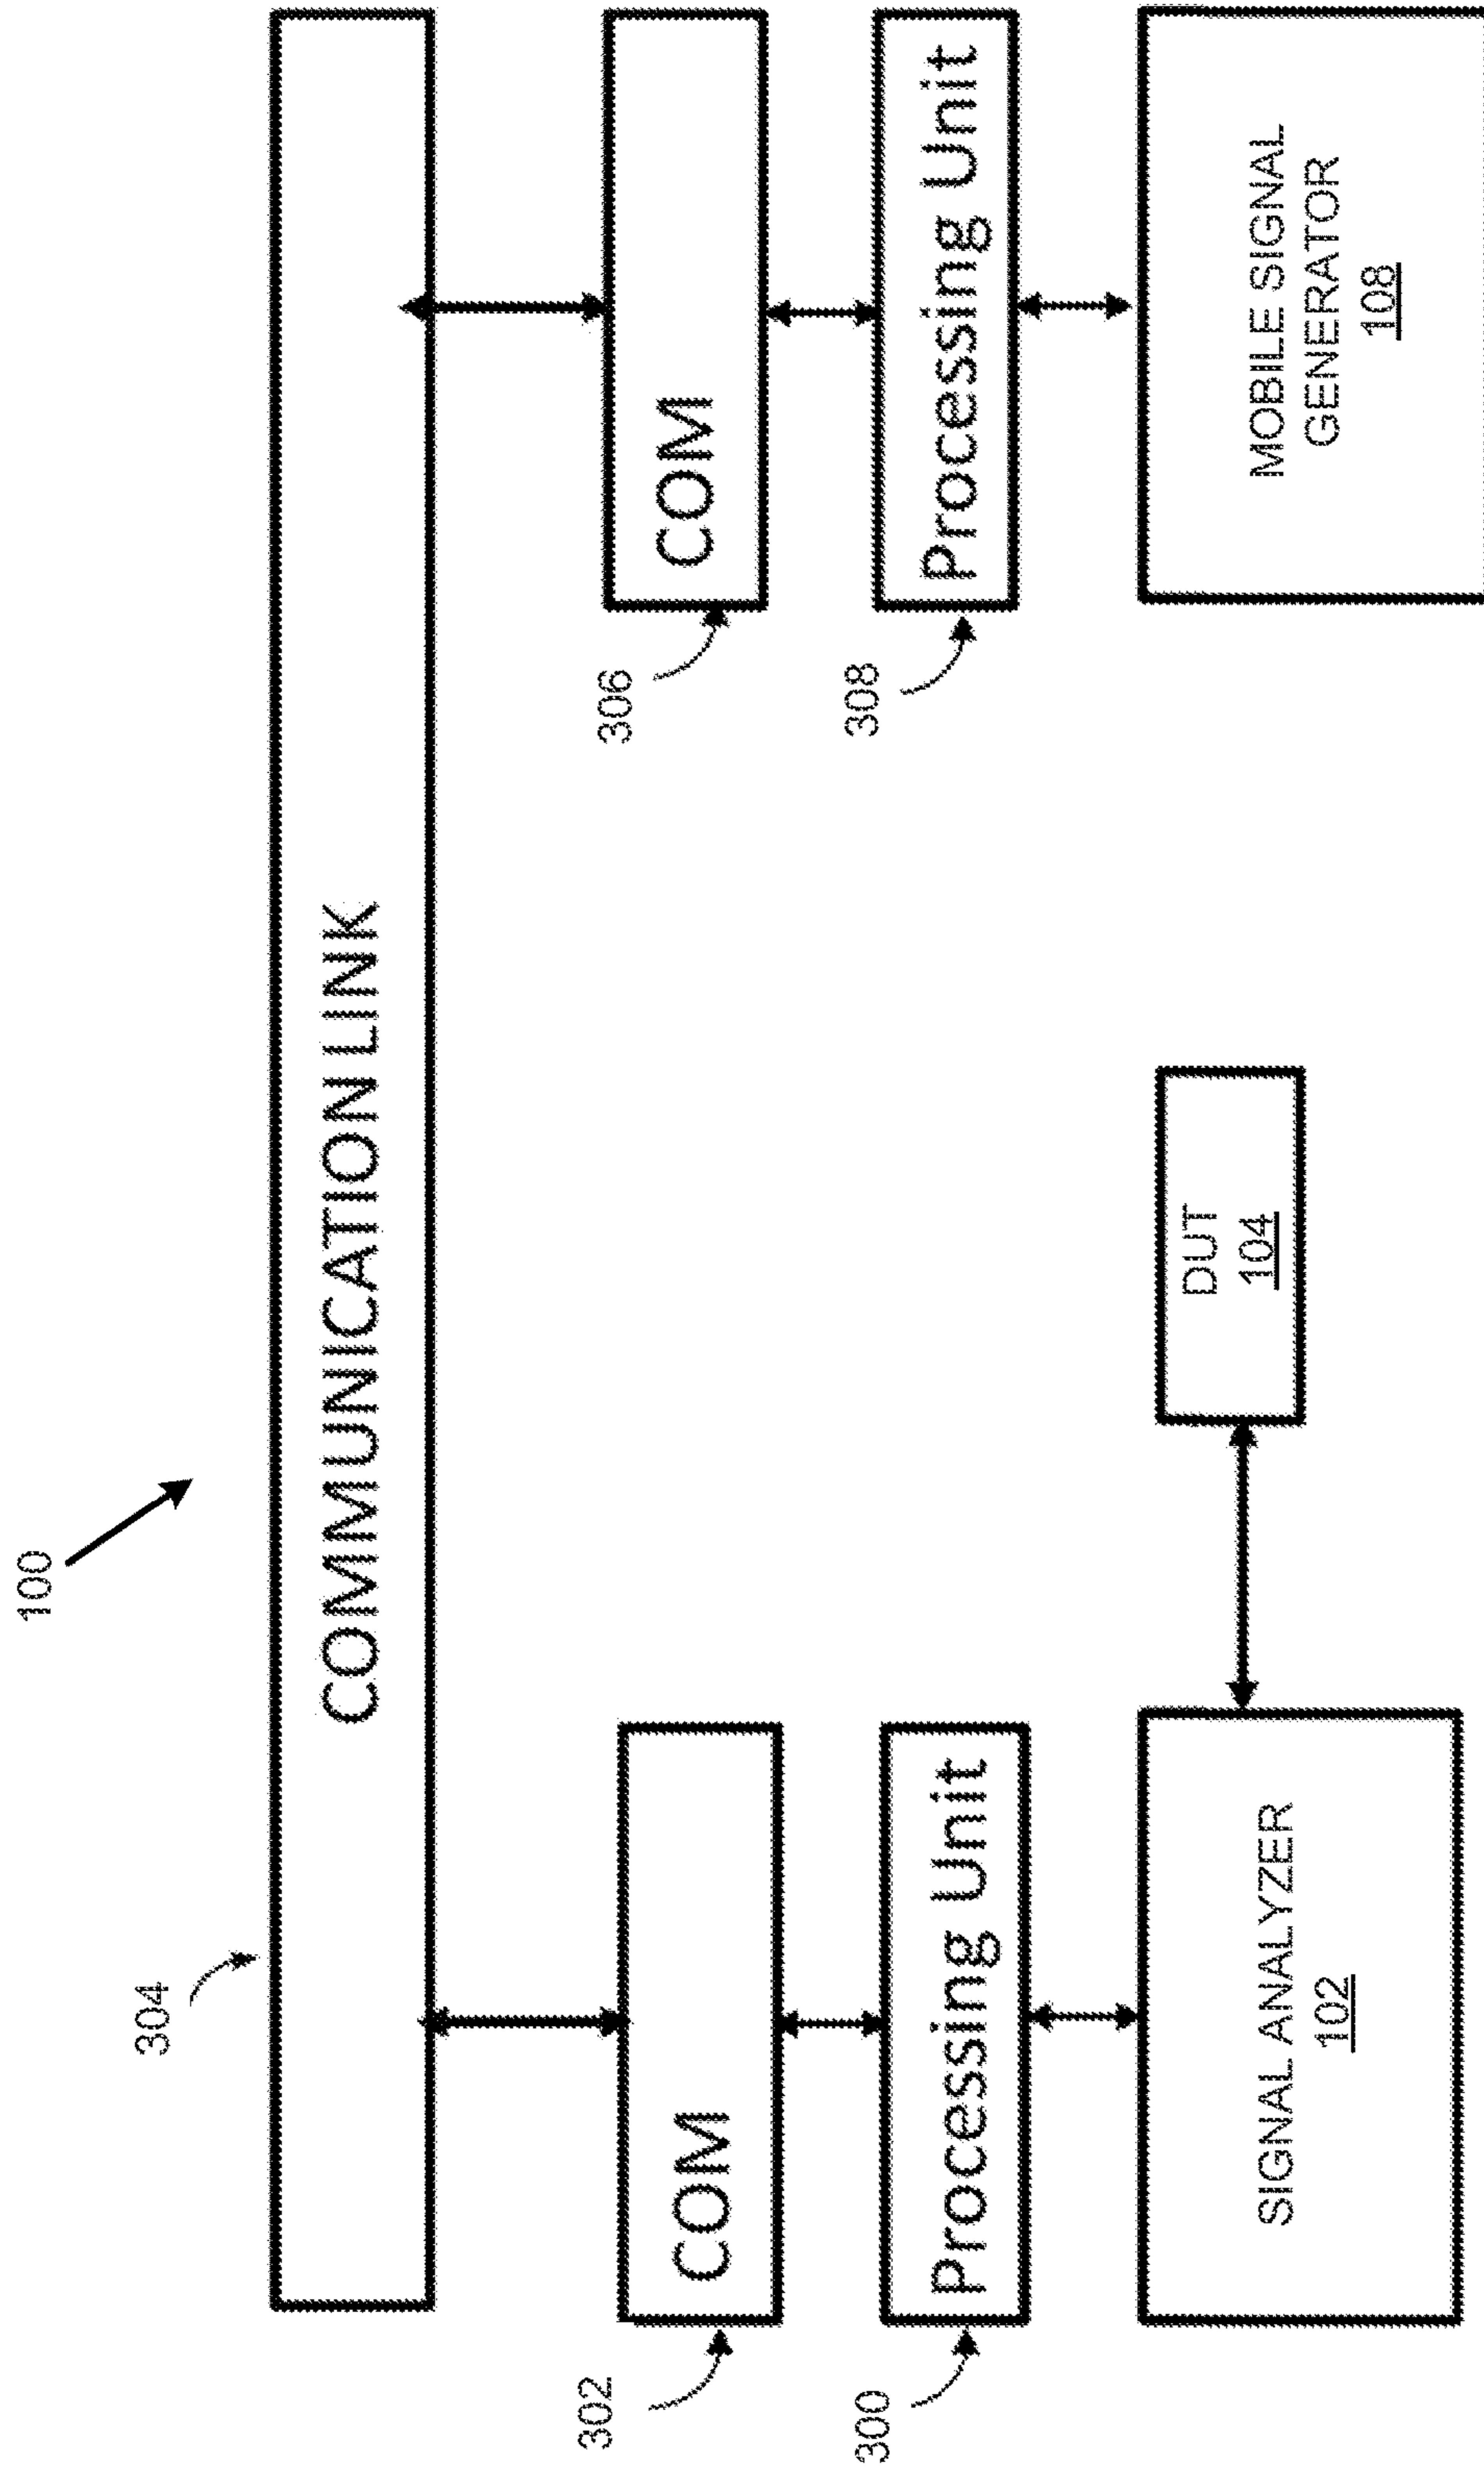 100
304
COMMUNICATION LINK
302
COM
306
COM
300
Processing Unit
308
Processing Unit
SIGNAL ANALYZER
102
DUT
104
MOBILE SIGNAL
GENERATOR
108